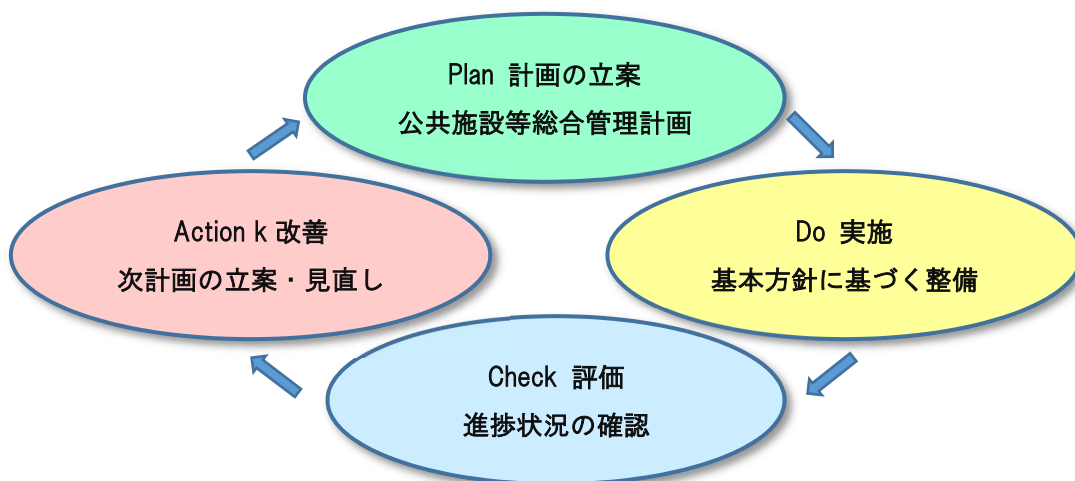 Plan 計画の立案
公共施設等総合管理計画
Do 実施
基本方針に基づく整備
Check 評価
進捗状況の確認
Action k 改善
次計画の立案・見直し